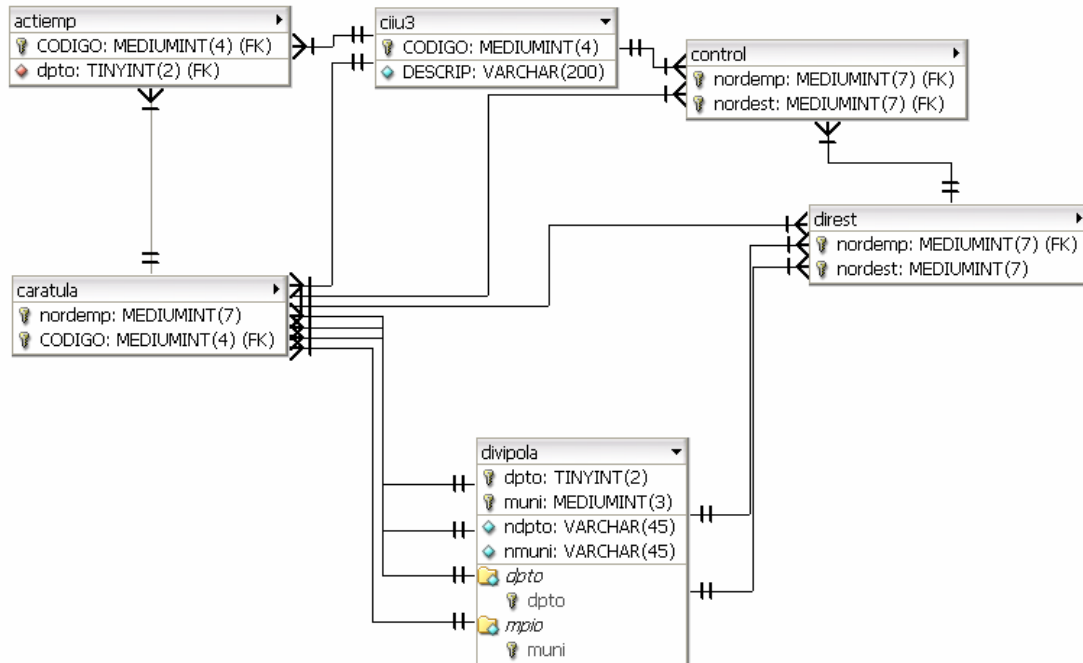 actiemp
CODIGO: MEDIUMINT(4) (FK)
dpto: TINYINT(2) (FK)
ciiu3
CODIGO: MEDIUMINT(4)
DESCRIP: VARCHAR(200)
control
nordemp: MEDIUMINT(7) (FK)
nordest: MEDIUMINT(7) (FK)
direst
nordemp: MEDIUMINT(7) (FK)
nordest: MEDIUMINT(7)
caratula
nordemp: MEDIUMINT(7)
CODIGO: MEDIUMINT(4) (FK)
divipola
dpto: TINYINT(2)
muni: MEDIUMINT(3)
ndpto: VARCHAR(45)
nmuni: VARCHAR(45)
dpto
dpto
mpio
muni